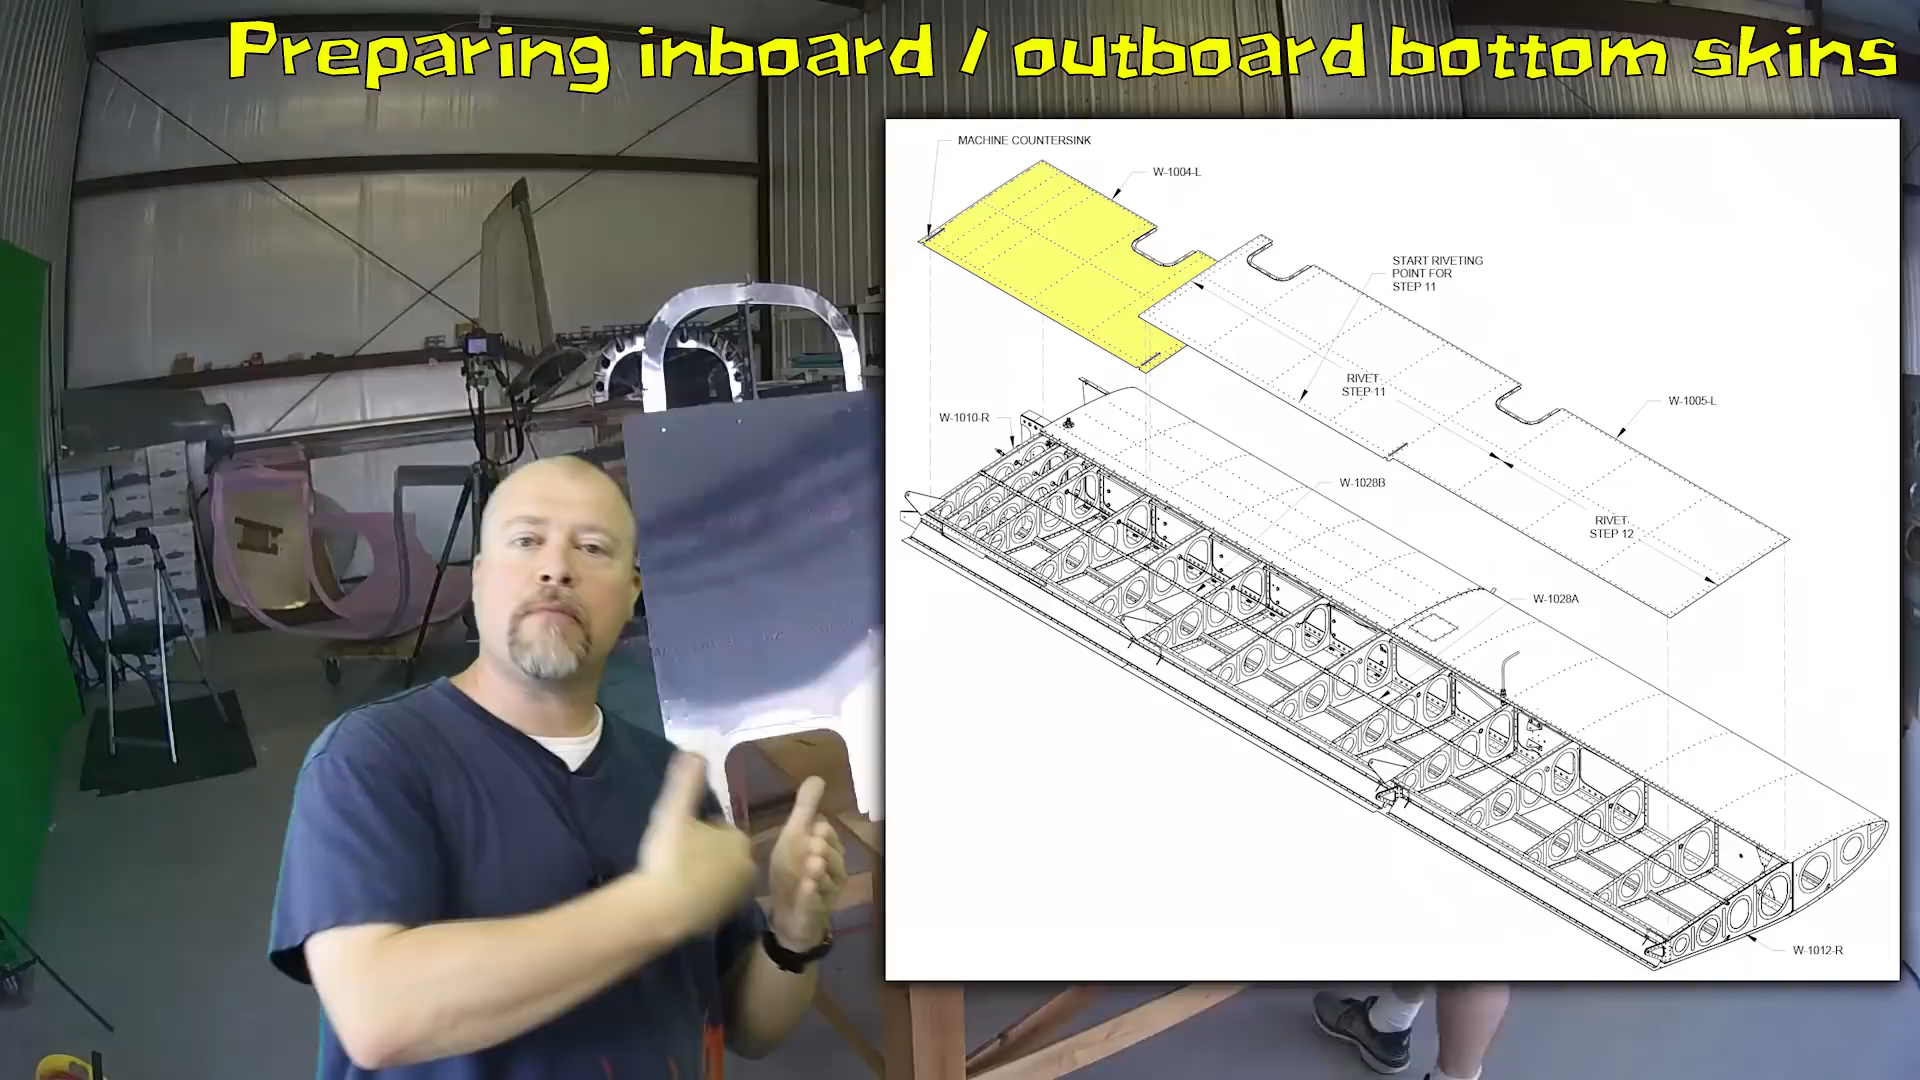 Preparing inboard / outboard bottom skins
MACHINE COUNTERSINK
W-1004-L
START RIVETING
POINT FOR
STEP 11
RIVET
STEP 11
W-1005-L
W-1010-R
W-1028B
RIVET
STEP 12
W-1028A
W-1012-R